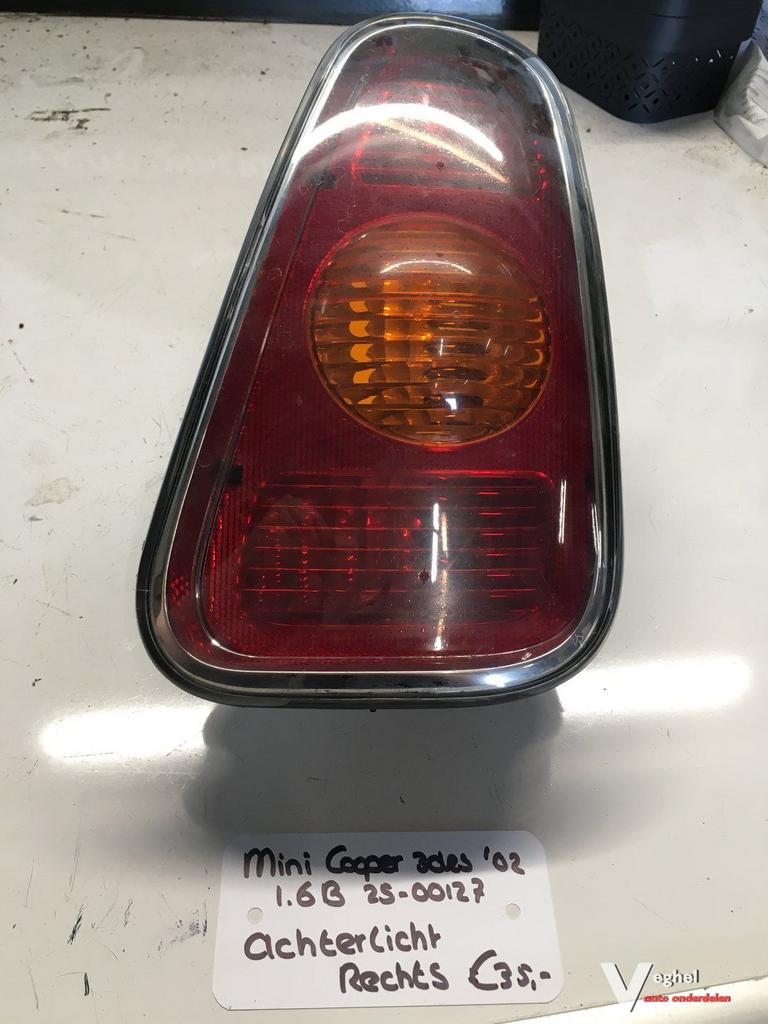 Mini Cooper 3drs '02
1.6B 25-00127
achterlicht
Rechts €35,-
Veghel
auto onderdelen